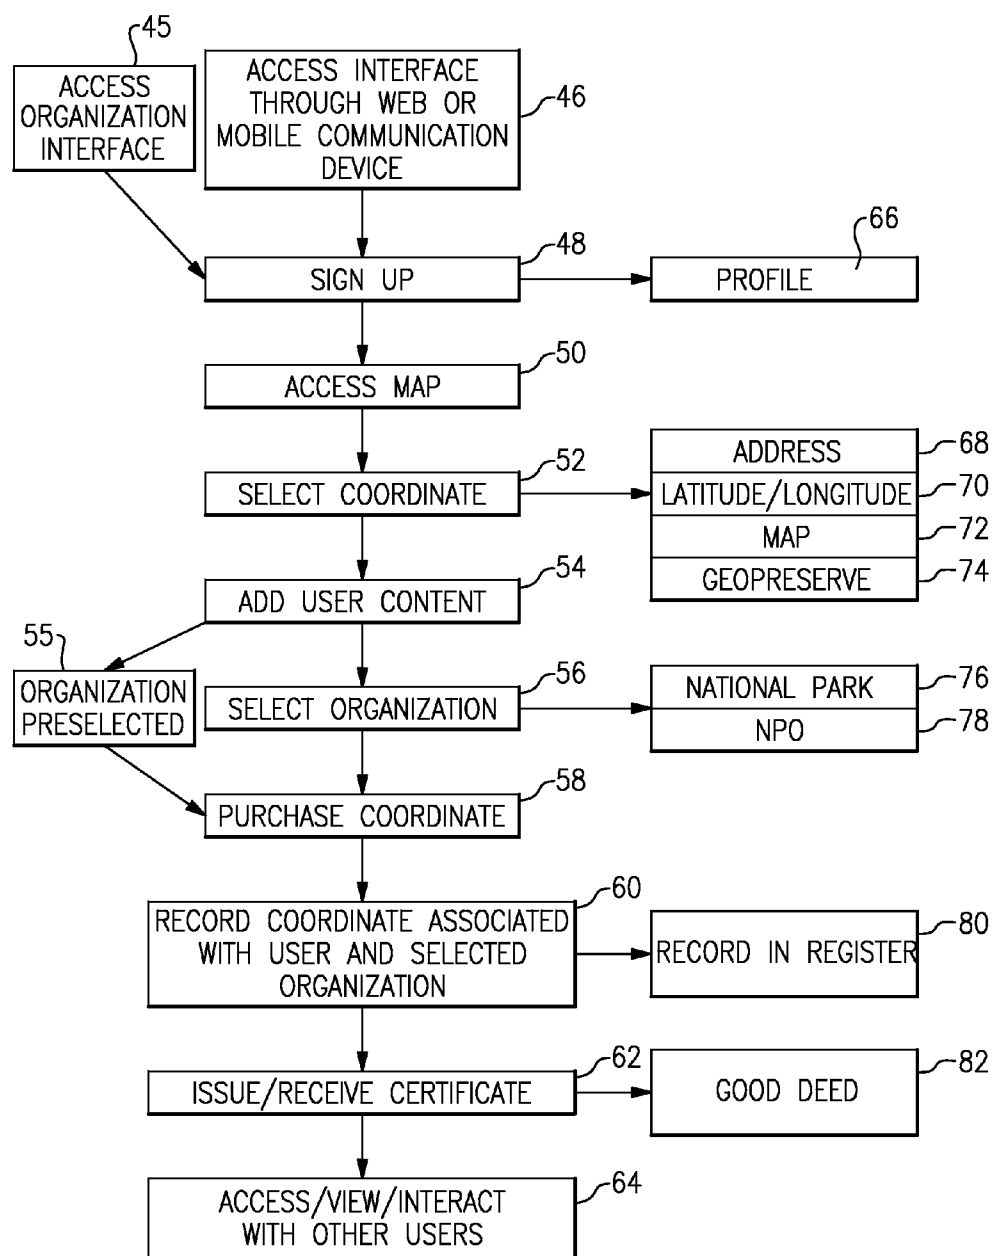 45
ACCESS
ORGANIZATION
INTERFACE
ACCESS INTERFACE
THROUGH WEB OR
MOBILE COMMUNICATION
DEVICE
46
SIGN UP
48
PROFILE
66
ACCESS MAP
50
SELECT COORDINATE
52
ADDRESS
68
LATITUDE/LONGITUDE
70
MAP
72
GEOPRESERVE
74
ADD USER CONTENT
54
55
ORGANIZATION
PRESELECTED
SELECT ORGANIZATION
56
NATIONAL PARK
76
NPO
78
PURCHASE COORDINATE
58
RECORD COORDINATE ASSOCIATED
WITH USER AND SELECTED
ORGANIZATION
60
RECORD IN REGISTER
80
ISSUE/RECEIVE CERTIFICATE
62
GOOD DEED
82
ACCESS/VIEW/INTERACT
WITH OTHER USERS
64